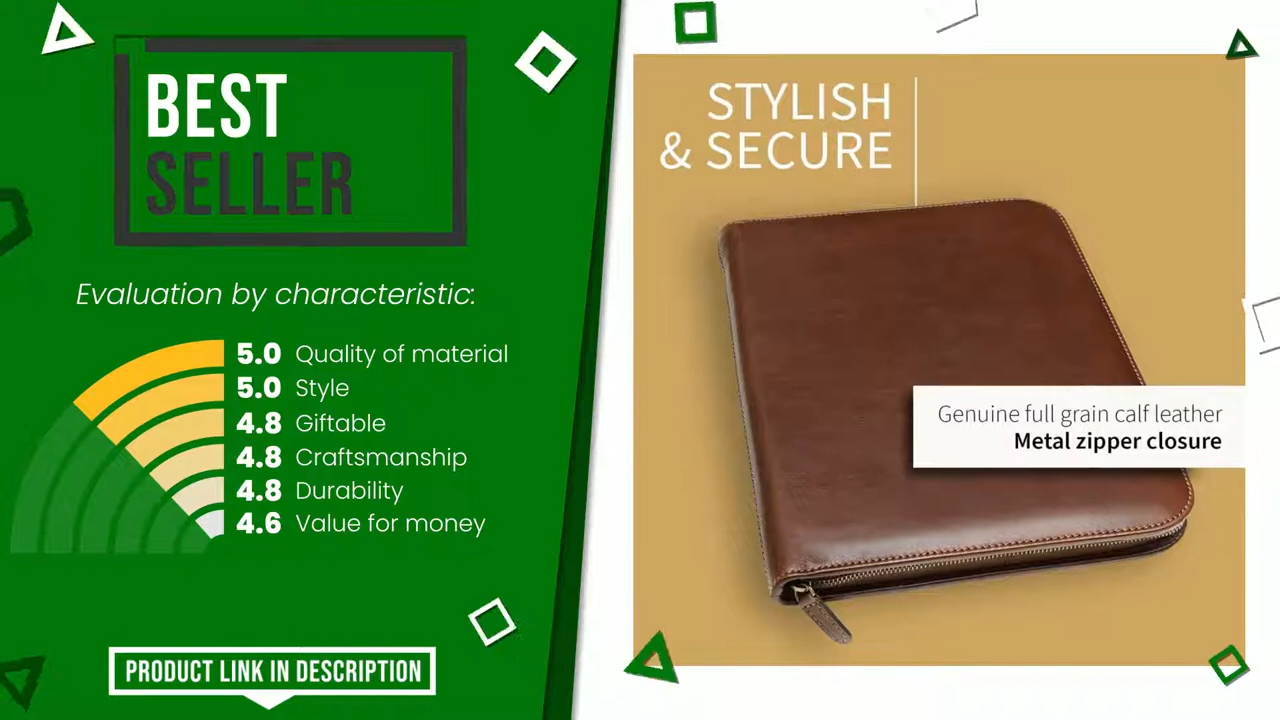 BEST
SELLER
Evaluation by characteristic:
5.0 Quality of material
5.0 Style
4.8 Giftable
4.8 Craftsmanship
4.8 Durability
4.6 Value for money
PRODUCT LINK IN DESCRIPTION
STYLISH
& SECURE
Genuine full grain calf leather
Metal zipper closure